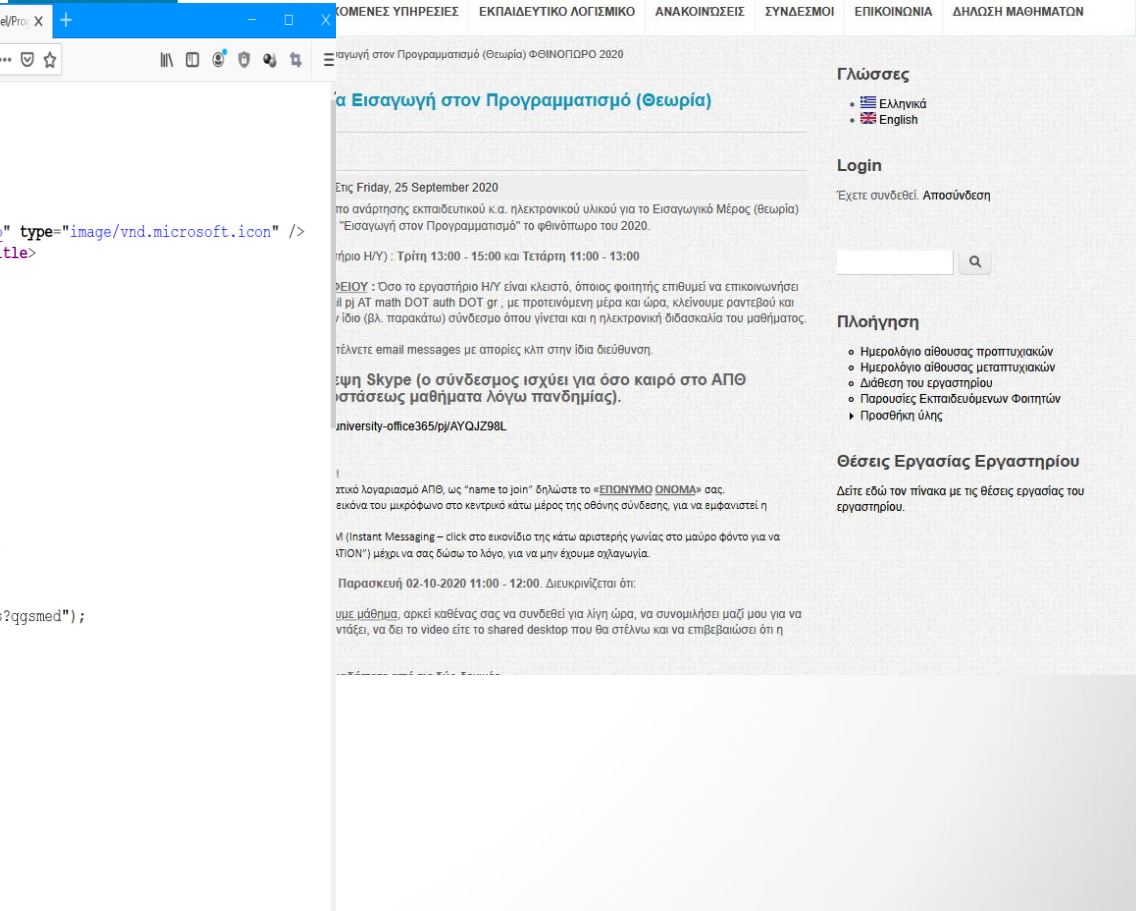 el/Pro
" type="image/vnd.microsoft.icon" />
itle>
s?qgsmed");
ΚΟΜΕΝΕΣ ΥΠΗΡΕΣΙΕΣ ΕΚΠΑΙΔΕΥΤΙΚΟ ΛΟΓΙΣΜΙΚΟ ΑΝΑΚΟΙΝΏΣΕΙΣ ΣΥΝΔΕΣΜΟΙ ΕΠΙΚΟΙΝΩΝΙΑ ΔΗΛΩΣΗ ΜΑΘΗΜΑΤΩΝ
σαγωγή στον Προγραμματισμό (Θεωρία) ΦΘΙΝΟΠΩΡΟ 2020
α Εισαγωγή στον Προγραμματισμό (Θεωρία)
Στις Friday, 25 September 2020
πο ανάρτησης εκπαιδευτικού κ.α. ηλεκτρονικού υλικού για το Εισαγωγικό Μέρος (θεωρία)
"Εισαγωγή στον Προγραμματισμό" το φθινόπωρο του 2020.
τήριο Η/Υ) : Τρίτη 13:00 - 15:00 και Τετάρτη 11:00 - 13:00
ΦΕΙΟΥ : Όσο το εργαστήριο Η/Υ είναι κλειστό, όποιος φοιτητής επιθυμεί να επικοινωνήσει
il pj AT math DOT auth DOT gr , με προτεινόμενη μέρα και ώρα, κλείνουμε ραντεβού και
ν ίδιο (βλ. παρακάτω) σύνδεσμο όπου γίνεται και η ηλεκτρονική διδασκαλία του μαθήματος.
τέλνετε email messages με απορίες κλπ στην ίδια διεύθυνση.
εψη Skype (ο σύνδεσμος ισχύει για όσο καιρό στο ΑΠΘ
οστάσεως μαθήματα λόγω πανδημίας).
university-office365/pj/AYQJZ98L
!
ατικό λογαριασμό ΑΠΘ, ως "name to join" δηλώστε το «ΕΠΩΝΥΜΟ ΟΝΟΜΑ» σας.
εικόνα του μικρόφωνο στο κεντρικό κάτω μέρος της οθόνης σύνδεσης, για να εμφανιστεί η
Μ (Instant Messaging – click στο εικονίδιο της κάτω αριστερής γωνίας στο μαύρο φόντο για να
ATION") μέχρι να σας δώσω το λόγο, για να μην έχουμε οχλαγωγία.
Παρασκευή 02-10-2020 11:00 - 12:00. Διευκρινίζεται ότι:
υμε μάθημα, αρκεί καθένας σας να συνδεθεί για λίγη ώρα, να συνομιλήσει μαζί μου για να
ντάξει, να δει το video είτε το shared desktop που θα στέλνω και να επιβεβαιώσει ότι η
Γλώσσες
Ελληνικά
English
Login
Έχετε συνδεθεί. Αποσύνδεση
Πλοήγηση
Ημερολόγιο αίθουσας προπτυχιακών
Ημερολόγιο αίθουσας μεταπτυχιακών
Διάθεση του εργαστηρίου
Παρουσίες Εκπαιδευόμενων Φοιτητών
Προσθήκη ύλης
Θέσεις Εργασίας Εργαστηρίου
Δείτε εδώ τον πίνακα με τις θέσεις εργασίας του
εργαστηρίου.